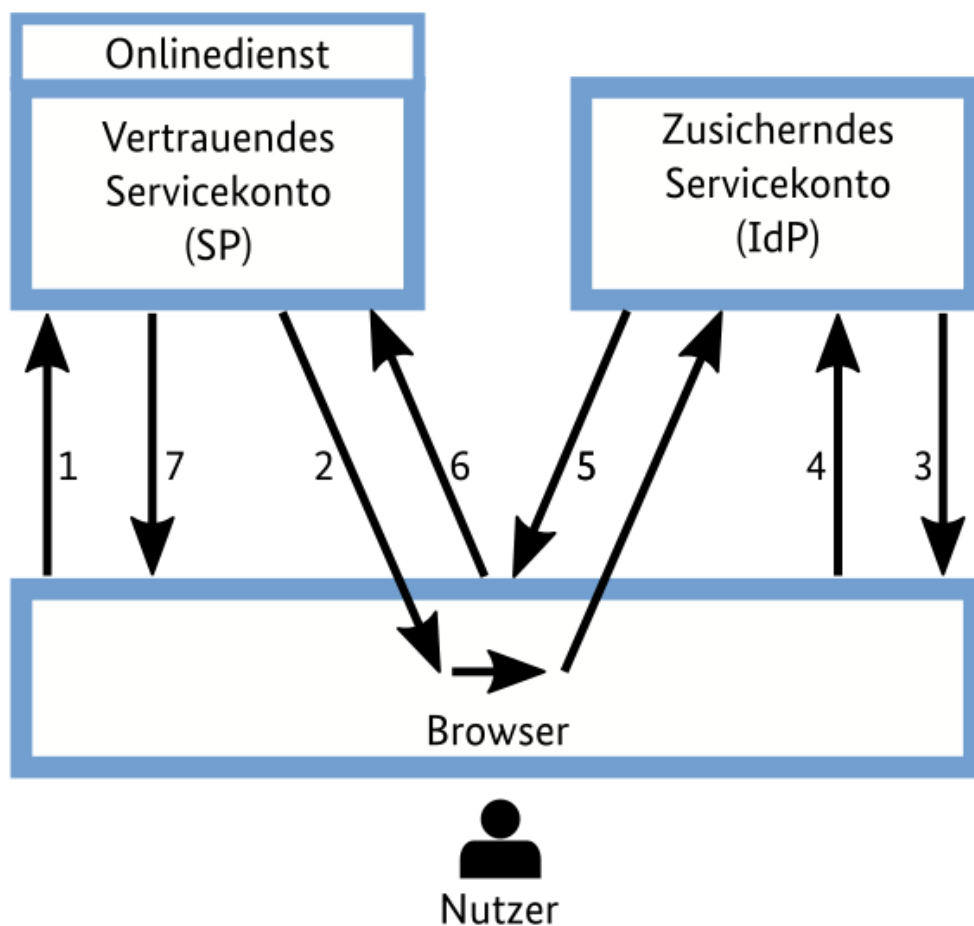 Onlinedienst
Vertrauendes
Servicekonto
(SP)
Zusicherndes
Servicekonto
(IdP)
1
7
2
6
5
4
3
Browser
Nutzer